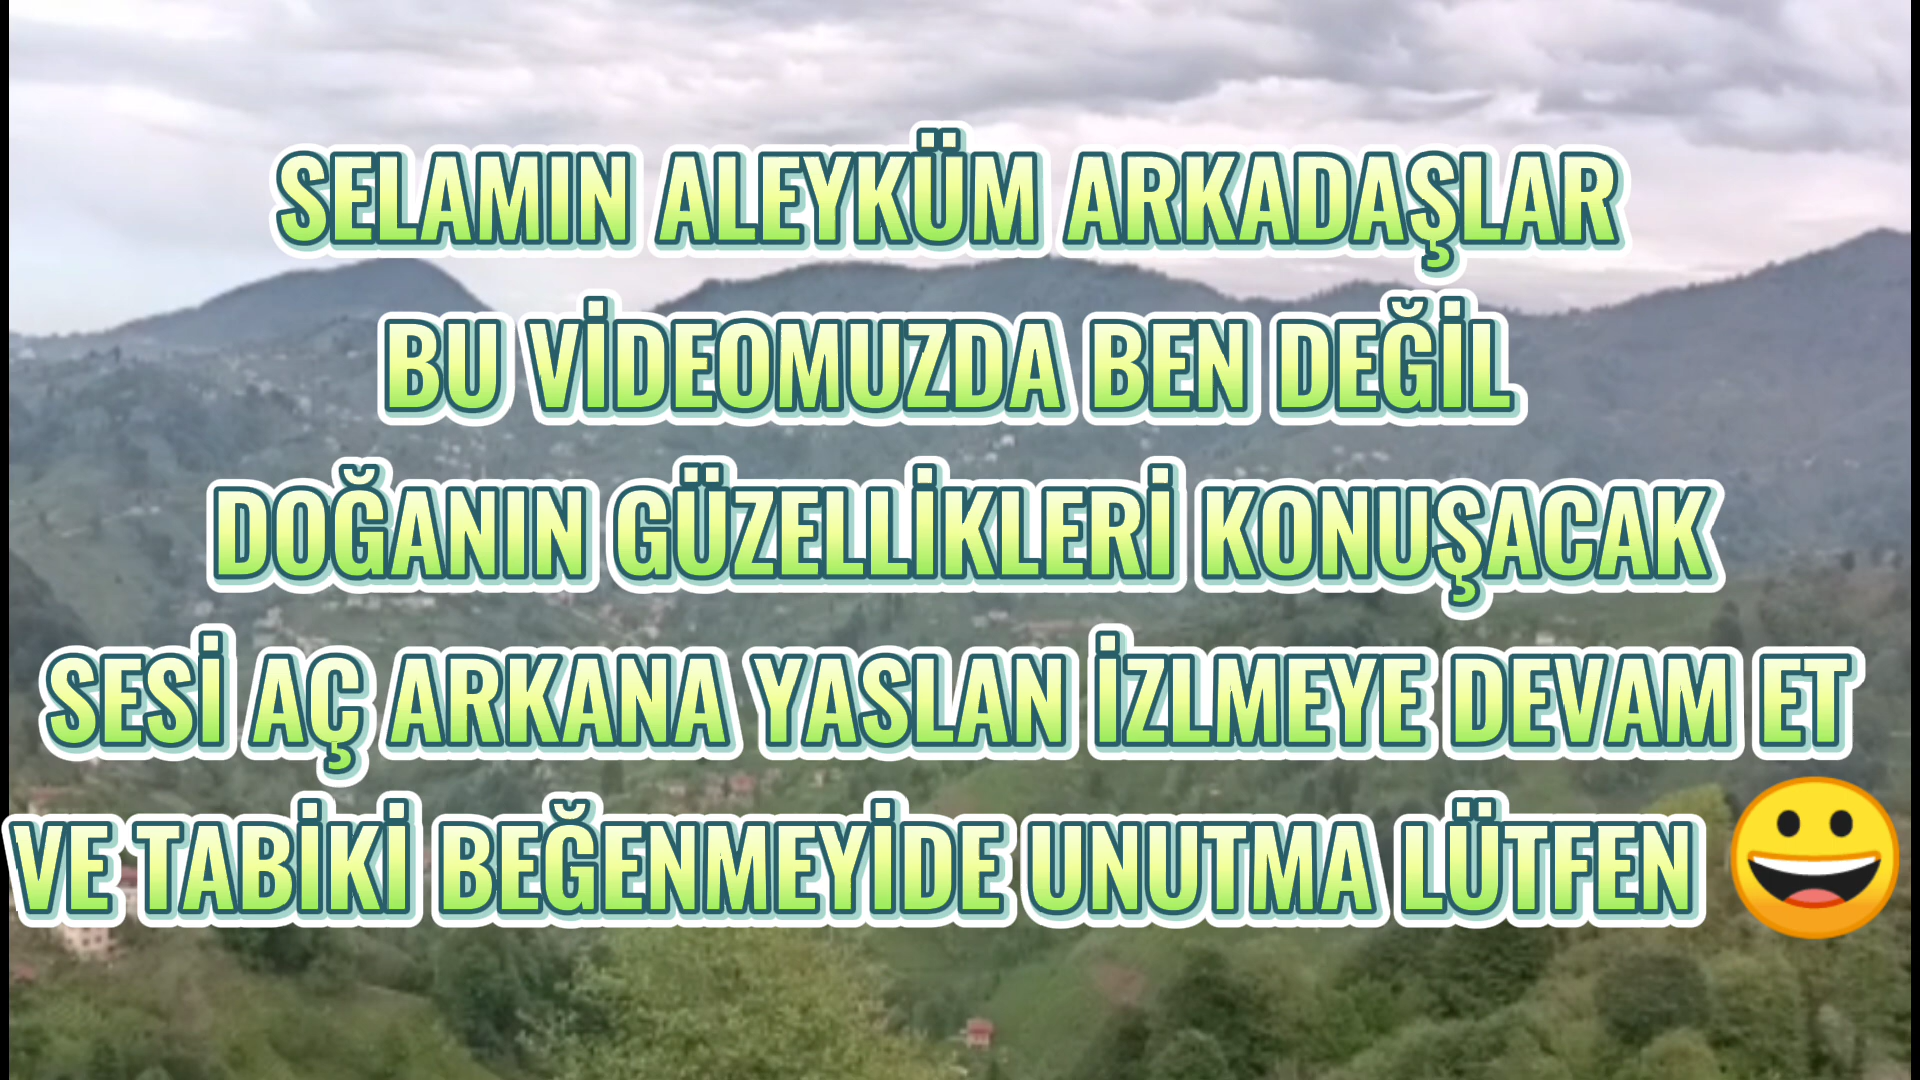 SELAMIN ALEYKÜM ARKADAŞLAR
BU VİDEOMUZDA BEN DEĞİL
DOĞANIN GÜZELLİKLERİ KONUŞACAK
SESİ AÇ ARKANA YASLAN İZLMEYE DEVAM ET
VE TABİKİ BEĞENMEYİDE UNUTMA LÜTFEN 😀